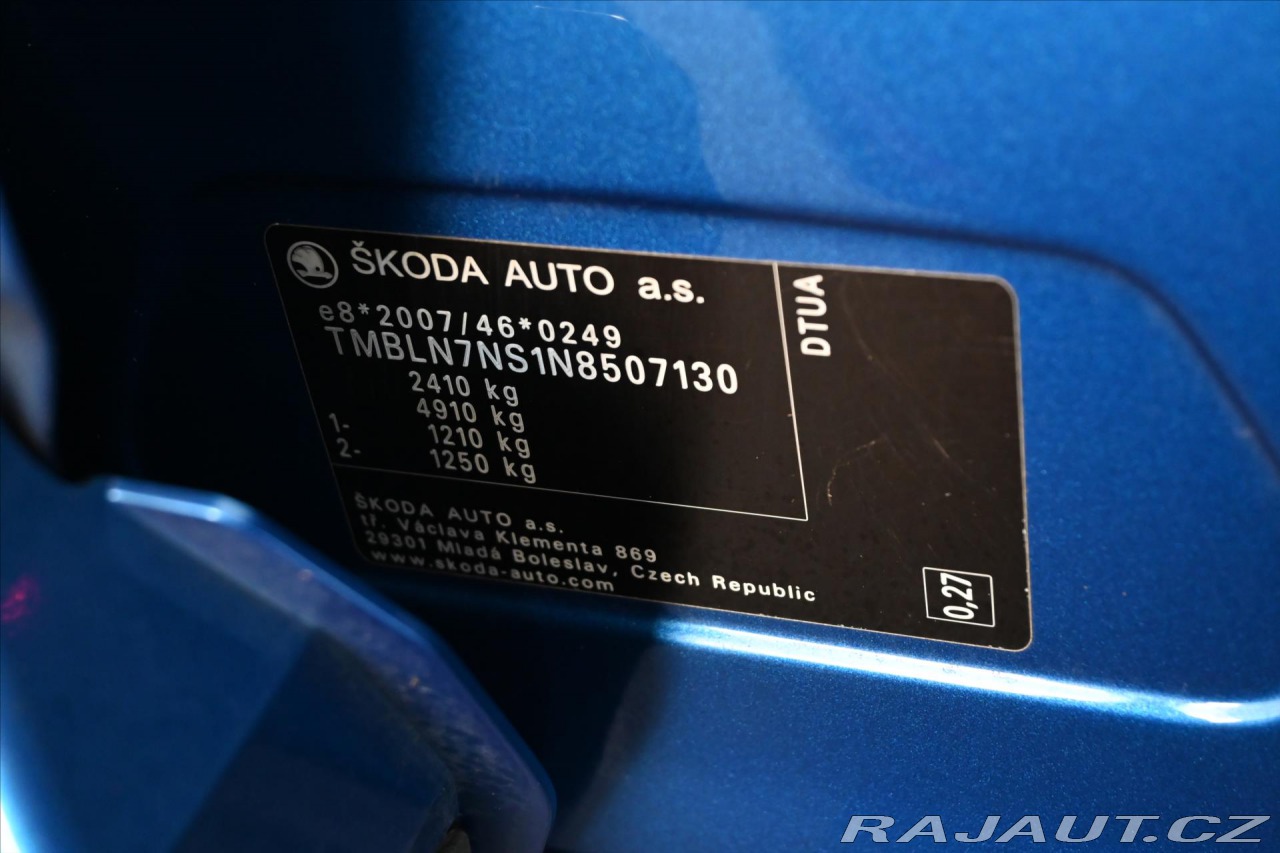 ŠKODA AUTO a.s.
e8*2007/46*0249
TMBLN7NS1N8507130
2410 kg
4910 kg
1- 1210 kg
2- 1250 kg
ŠKODA AUTO a.s.
tř. Václava Klementa 869
29301 Mladá Boleslav, Czech Republic
www.skoda-auto.com
DTUA
0,27
RAJAUT.CZ